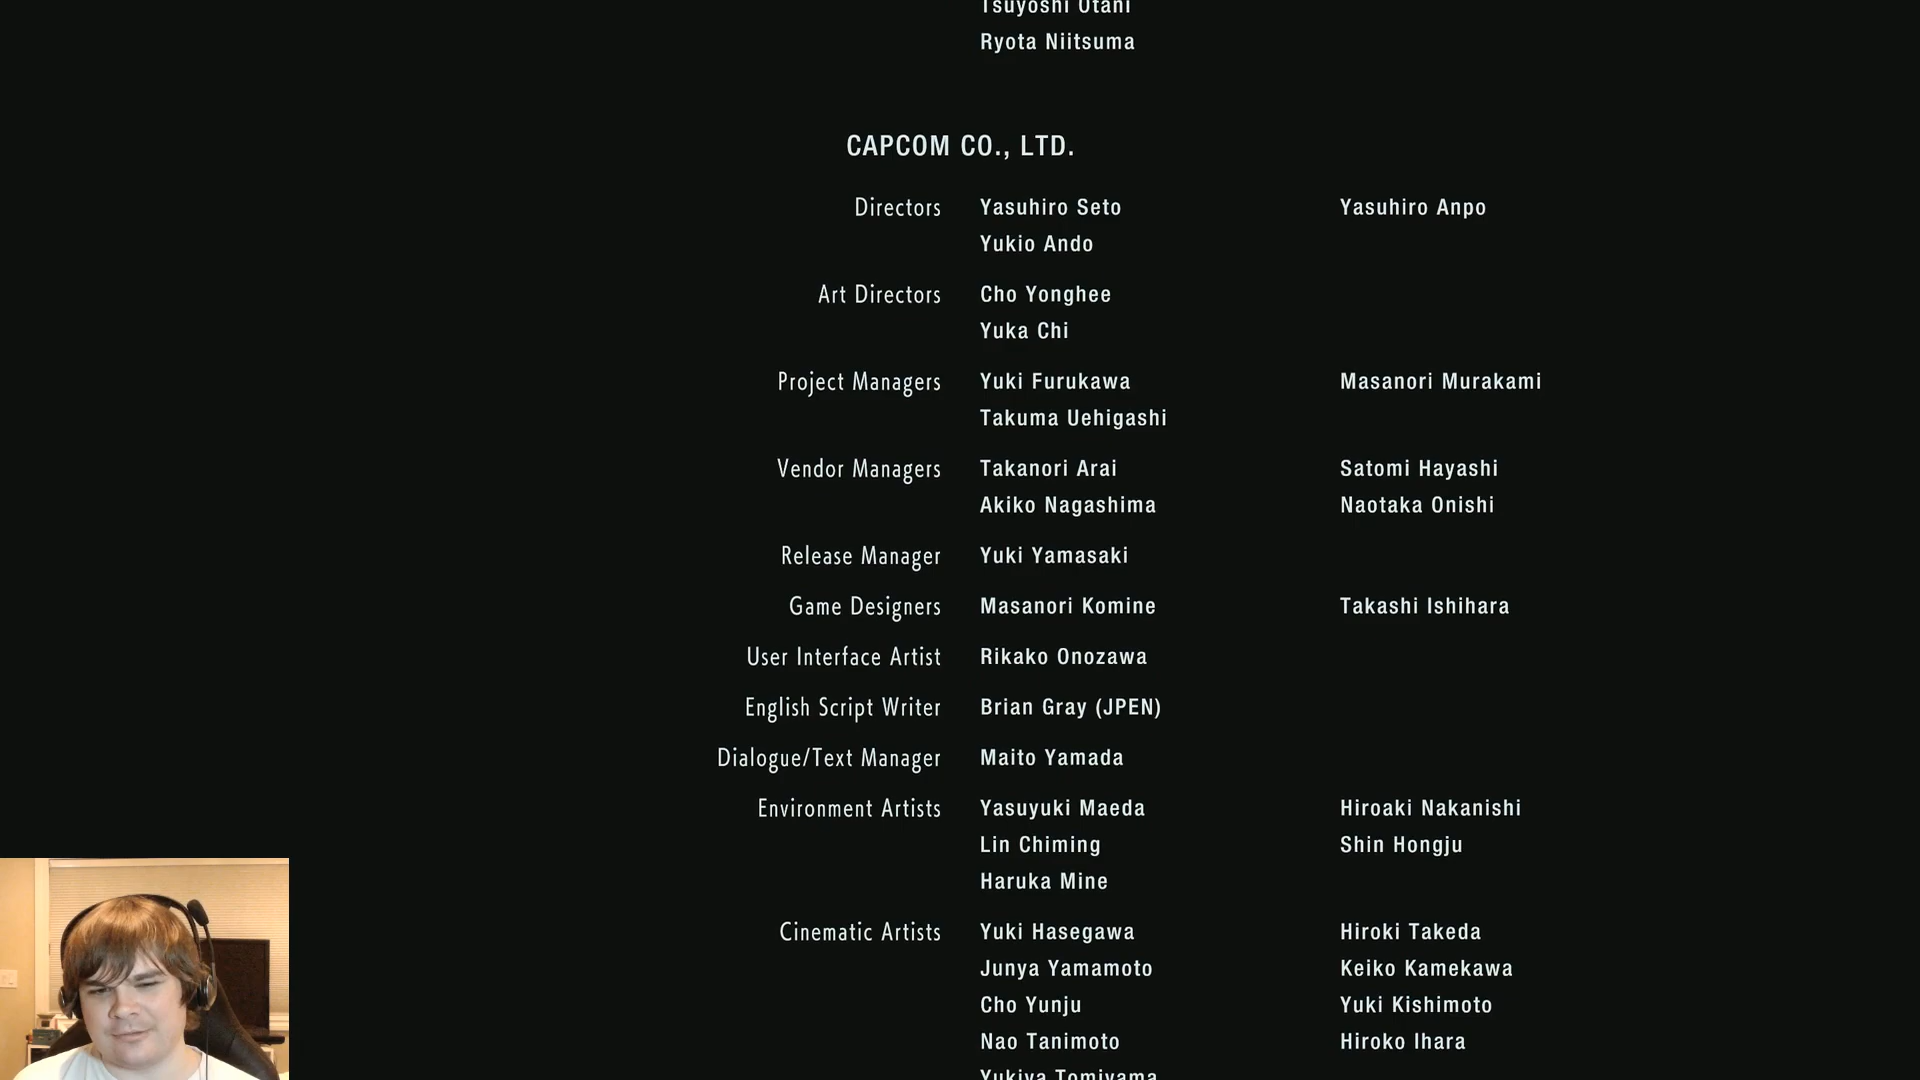 Tsuyoshi Otani
Ryota Niitsuma
CAPCOM CO., LTD.
Directors Yasuhiro Seto Yasuhiro Anpo
Yukio Ando
Art Directors Cho Yonghee
Yuka Chi
Project Managers Yuki Furukawa Masanori Murakami
Takuma Uehigashi
Vendor Managers Takanori Arai Satomi Hayashi
Akiko Nagashima Naotaka Onishi
Release Manager Yuki Yamasaki
Game Designers Masanori Komine Takashi Ishihara
User Interface Artist Rikako Onozawa
English Script Writer Brian Gray (JPEN)
Dialogue/Text Manager Maito Yamada
Environment Artists Yasuyuki Maeda Hiroaki Nakanishi
Lin Chiming Shin Hongju
Haruka Mine
Cinematic Artists Yuki Hasegawa Hiroki Takeda
Junya Yamamoto Keiko Kamekawa
Cho Yunju Yuki Kishimoto
Nao Tanimoto Hiroko Ihara
Yukiya Tomiyama